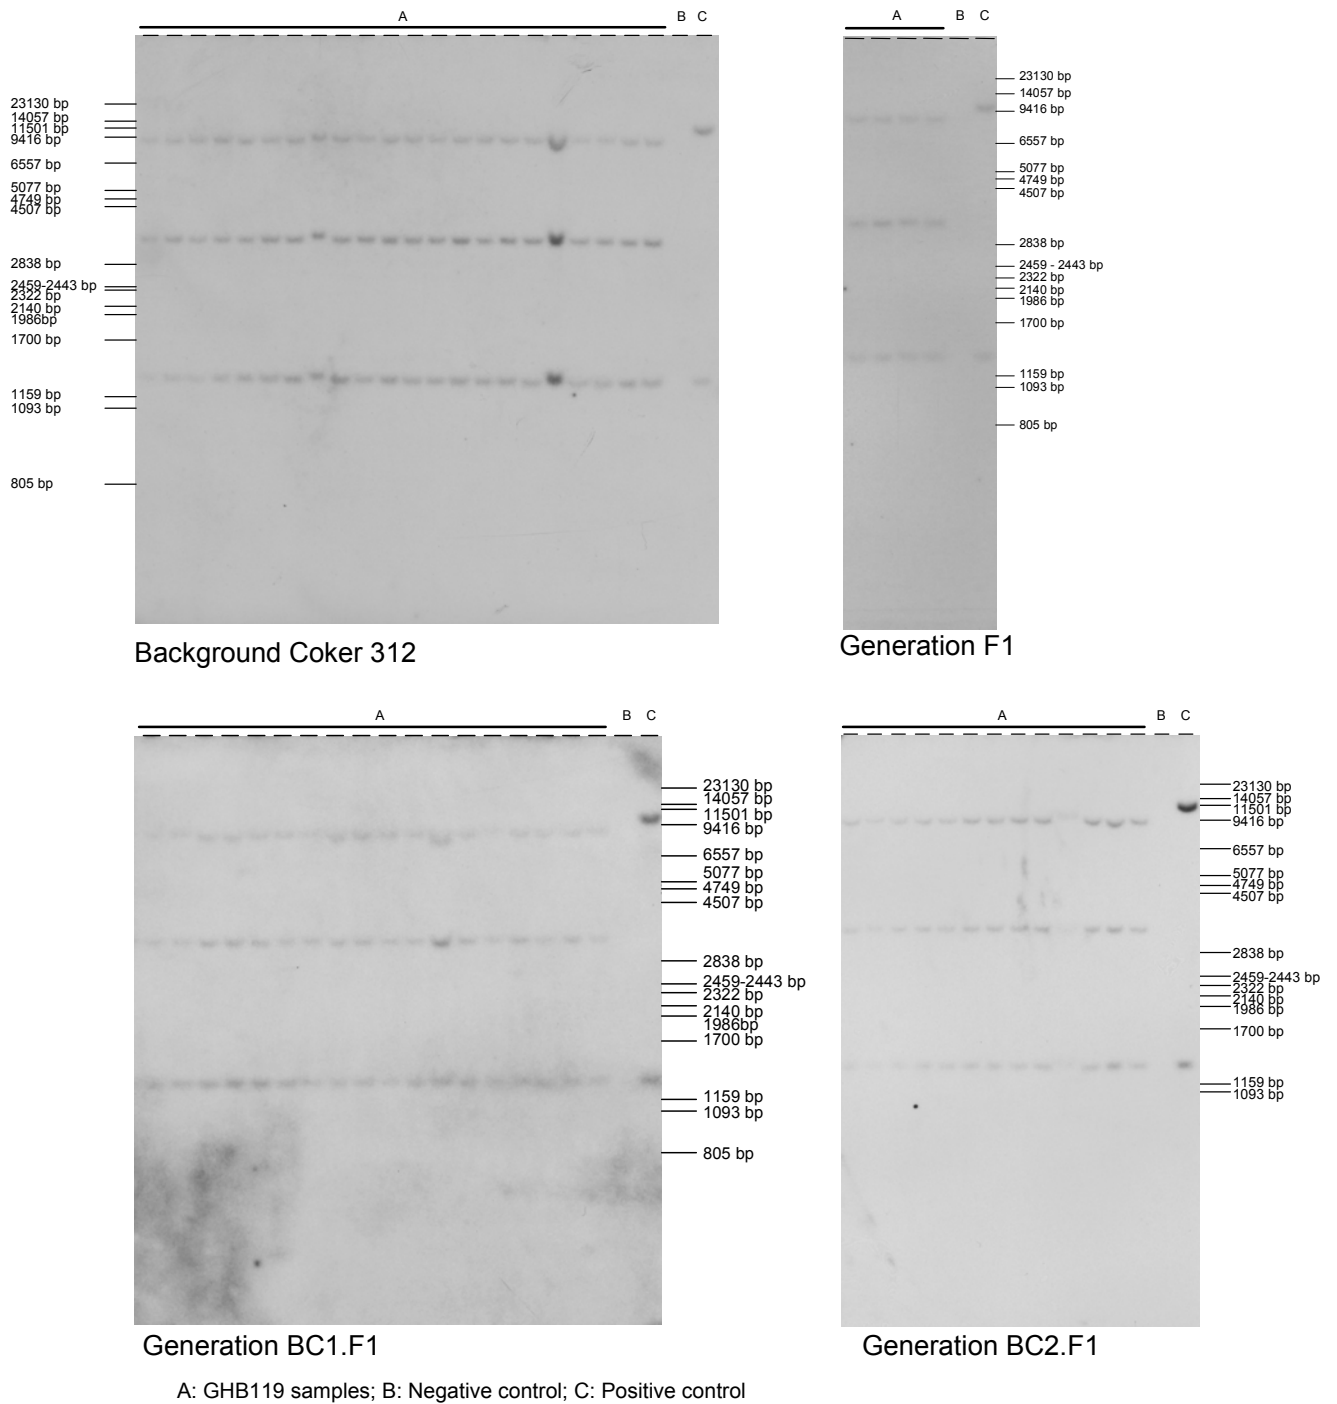 A B C
23130 bp
14057 bp
11501 bp
9416 bp
6557 bp
5077 bp
4749 bp
4507 bp
2838 bp
2459-2443 bp
2322 bp
2140 bp
1986bp
1700 bp
1159 bp
1093 bp
805 bp
Background Coker 312
A B C
23130 bp
14057 bp
9416 bp
6557 bp
5077 bp
4749 bp
4507 bp
2838 bp
2459 - 2443 bp
2322 bp
2140 bp
1986 bp
1700 bp
1159 bp
1093 bp
805 bp
Generation F1
A B C
23130 bp
14057 bp
11501 bp
9416 bp
6557 bp
5077 bp
4749 bp
4507 bp
2838 bp
2459-2443 bp
2322 bp
2140 bp
1986bp
1700 bp
1159 bp
1093 bp
805 bp
Generation BC1.F1
A B C
23130 bp
14057 bp
11501 bp
9416 bp
6557 bp
5077 bp
4749 bp
4507 bp
2838 bp
2459-2443 bp
2322 bp
2140 bp
1986 bp
1700 bp
1159 bp
1093 bp
Generation BC2.F1
A: GHB119 samples; B: Negative control; C: Positive control